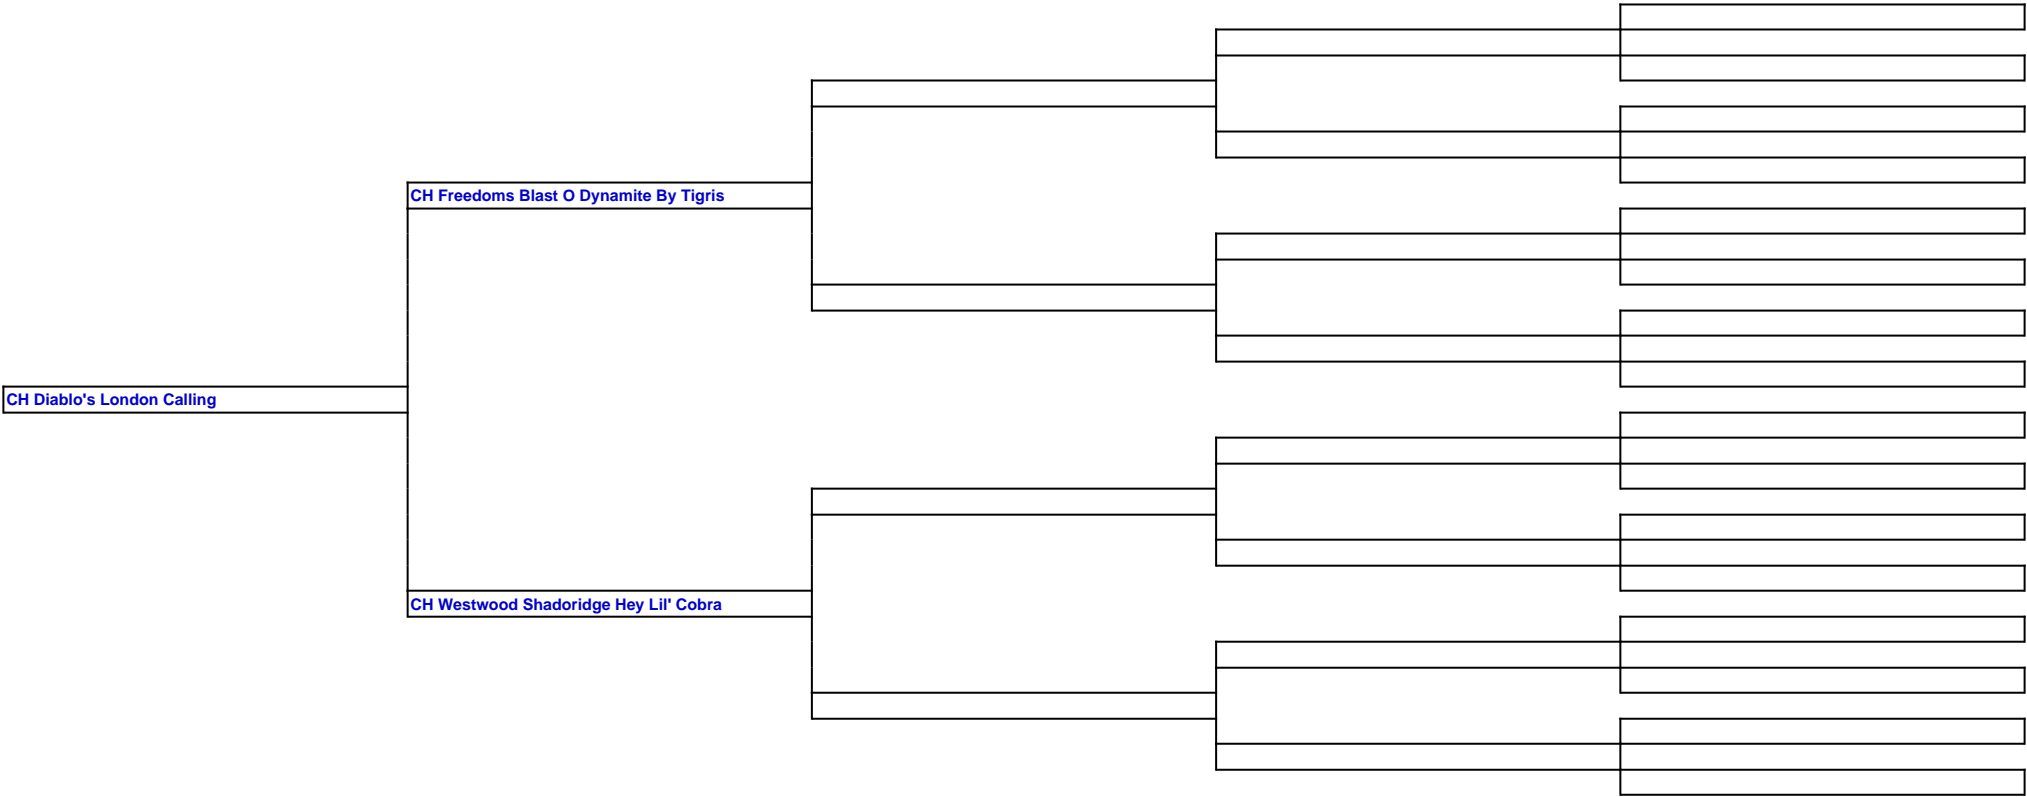 CH Freedoms Blast O Dynamite By Tigris
CH Diablo's London Calling
CH Westwood Shadoridge Hey Lil' Cobra